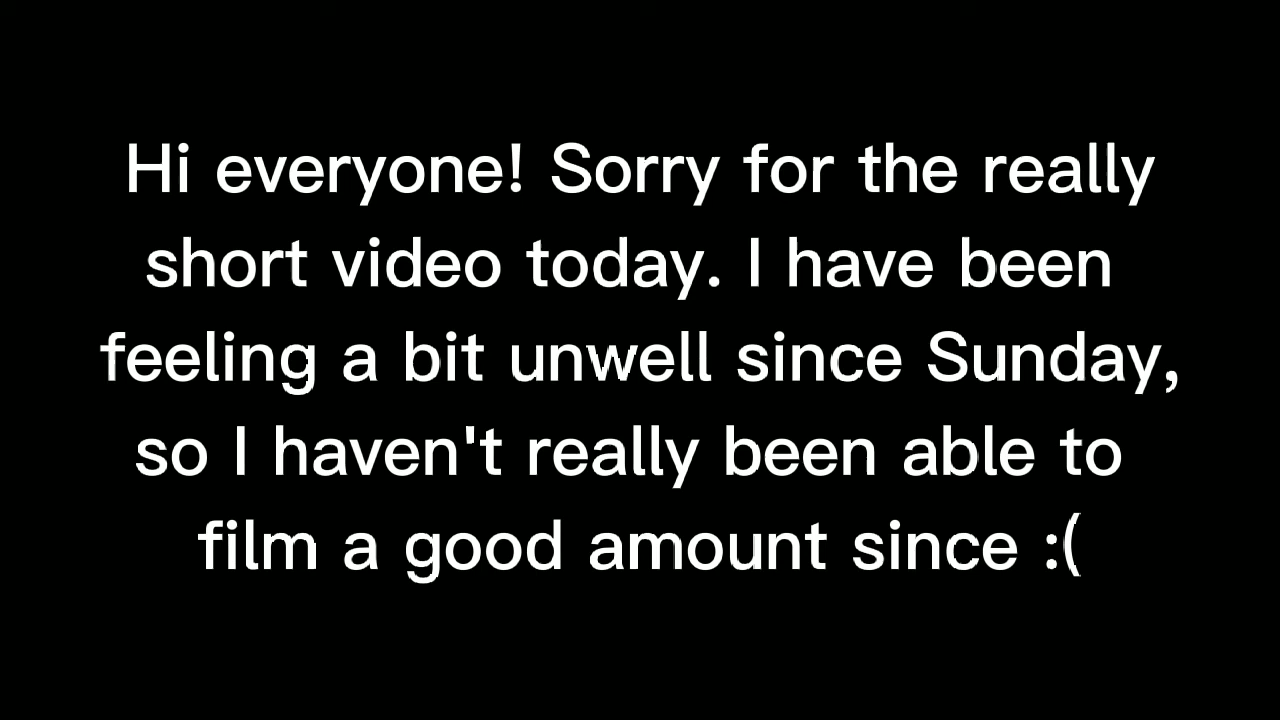 Hi everyone! Sorry for the really
short video today. I have been
feeling a bit unwell since Sunday,
so I haven't really been able to
film a good amount since :(